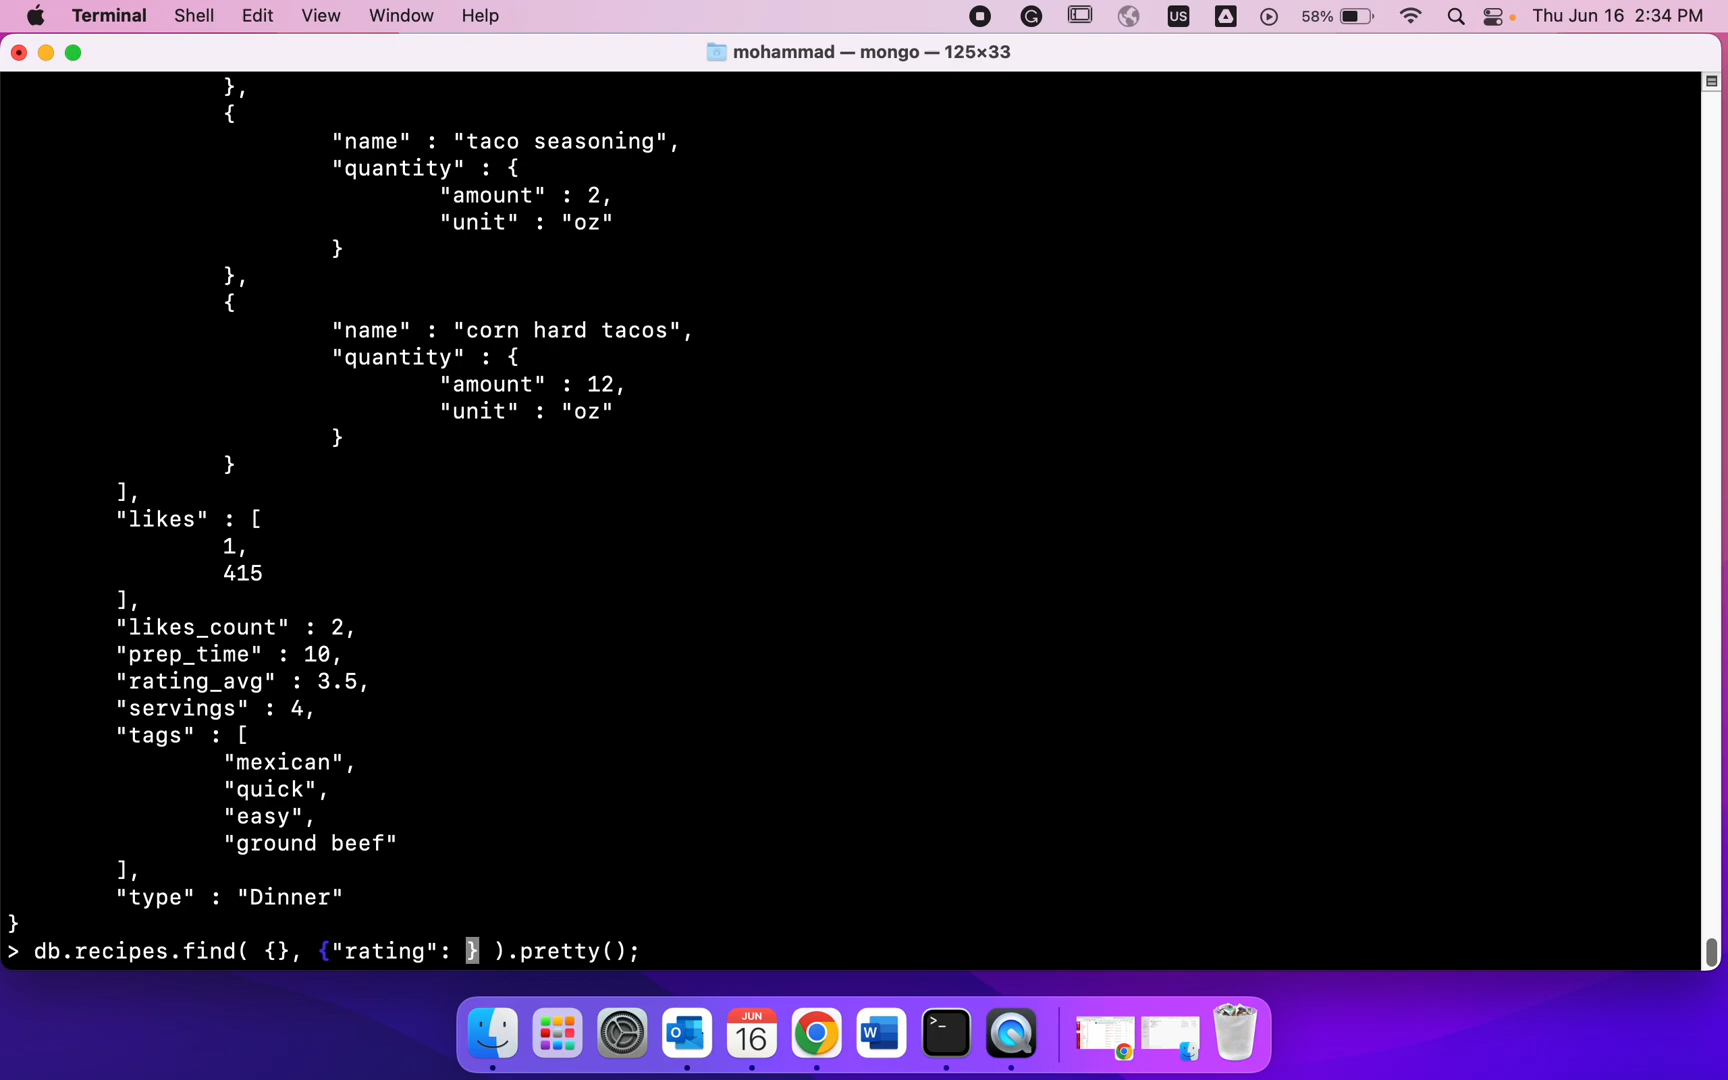 Terminal Shell Edit View Window Help US 58% Thu Jun 16 2:34 PM
mohammad — mongo — 125×33
},
{
"name" : "taco seasoning",
"quantity" : {
"amount" : 2,
"unit" : "oz"
}
},
{
"name" : "corn hard tacos",
"quantity" : {
"amount" : 12,
"unit" : "oz"
}
}
],
"likes" : [
1,
415
],
"likes_count" : 2,
"prep_time" : 10,
"rating_avg" : 3.5,
"servings" : 4,
"tags" : [
"mexican",
"quick",
"easy",
"ground beef"
],
"type" : "Dinner"
}
> db.recipes.find( {}, {"rating": } ).pretty();
JUN
16